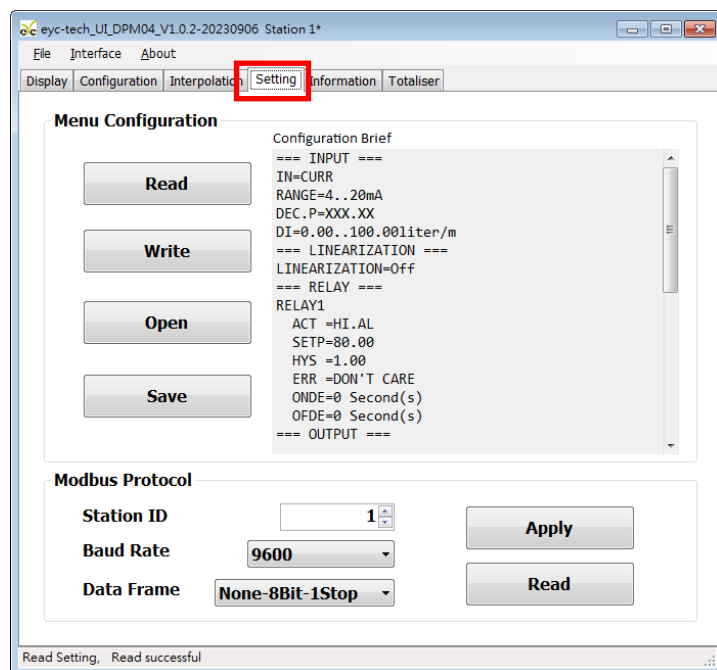 eyc-tech_UI_DPM04_V1.0.2-20230906 Station 1*
File Interface About
Display Configuration Interpolation Setting Information Totaliser
Menu Configuration
Configuration Brief
Read
Write
Open
Save
=== INPUT ===
IN=CURR
RANGE=4..20mA
DEC.P=XXX.XX
DI=0.00..100.00liter/m
=== LINEARIZATION ===
LINEARIZATION=Off
=== RELAY ===
RELAY1
ACT =HI.AL
SETP=80.00
HYS =1.00
ERR =DON'T CARE
ONDE=0 Second(s)
OFDE=0 Second(s)
=== OUTPUT ===
Modbus Protocol
Station ID 1
Baud Rate 9600
Data Frame None-8Bit-1Stop
Apply
Read
Read Setting, Read successful